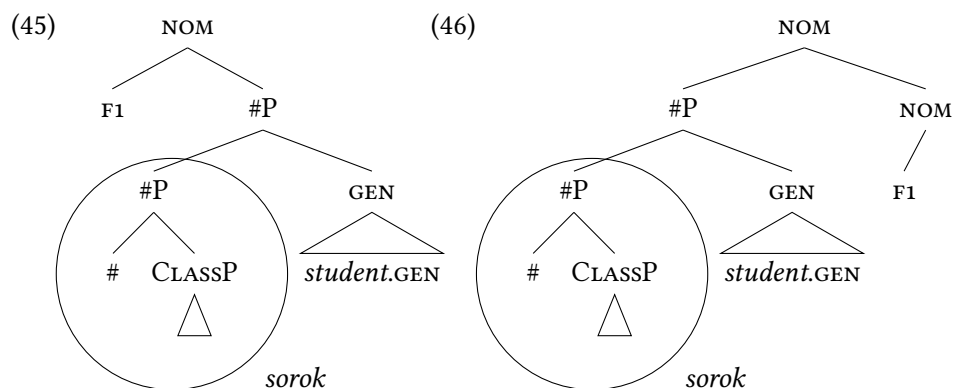 (45) NOM (46) NOM
F1 #P #P NOM
#P GEN #P GEN F1
# CLASSP student.GEN # CLASSP student.GEN
sorok sorok